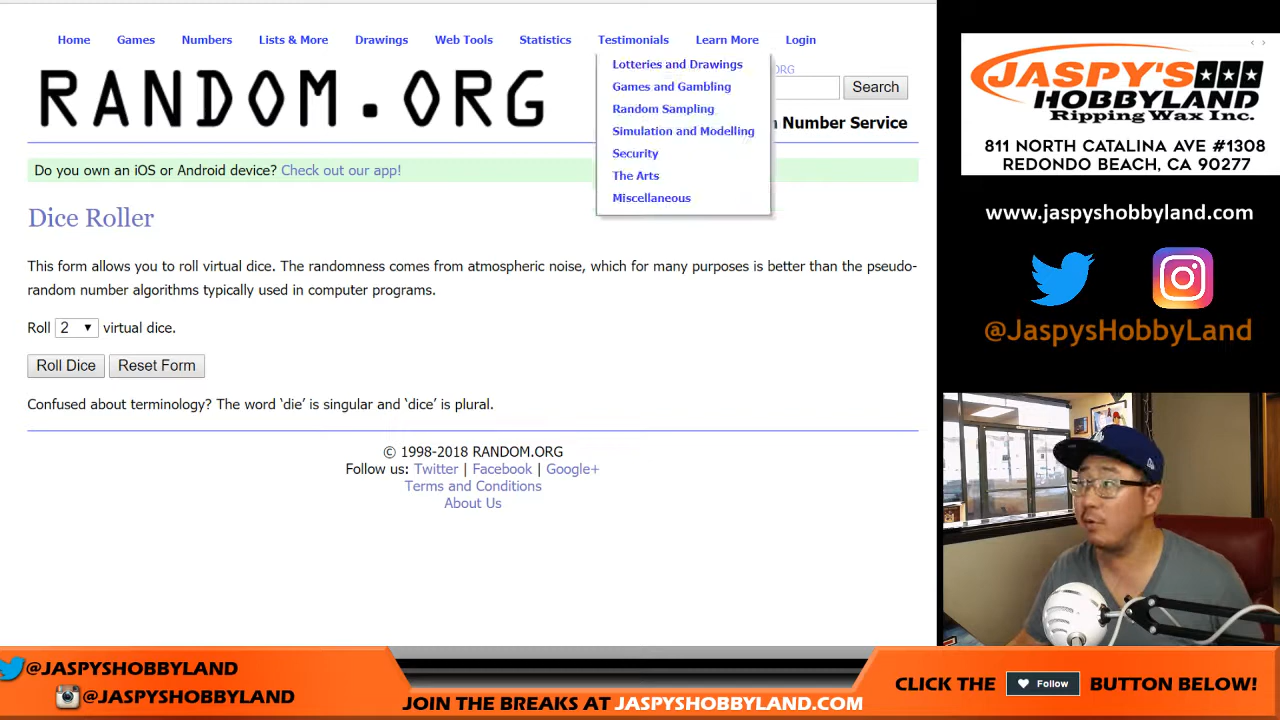 Home Games Numbers Lists & More Drawings Web Tools Statistics Testimonials Learn More Login
RANDOM.ORG
Lotteries and Drawings
Games and Gambling
Random Sampling
Simulation and Modelling
Security
The Arts
Miscellaneous
ORG
Search
Number Service
Do you own an iOS or Android device? Check out our app!
Dice Roller
This form allows you to roll virtual dice. The randomness comes from atmospheric noise, which for many purposes is better than the pseudo-
random number algorithms typically used in computer programs.
Roll 2 virtual dice.
Roll Dice Reset Form
Confused about terminology? The word ‘die’ is singular and ‘dice’ is plural.
© 1998-2018 RANDOM.ORG
Follow us: Twitter | Facebook | Google+
Terms and Conditions
About Us
JASPY'S
HOBBYLAND
Ripping Wax Inc.
811 NORTH CATALINA AVE #1308
REDONDO BEACH, CA 90277
www.jaspyshobbyland.com
@JaspysHobbyLand
@JASPYSHOBBYLAND
@JASPYSHOBBYLAND
JOIN THE BREAKS AT JASPYSHOBBYLAND.COM
CLICK THE Follow BUTTON BELOW!